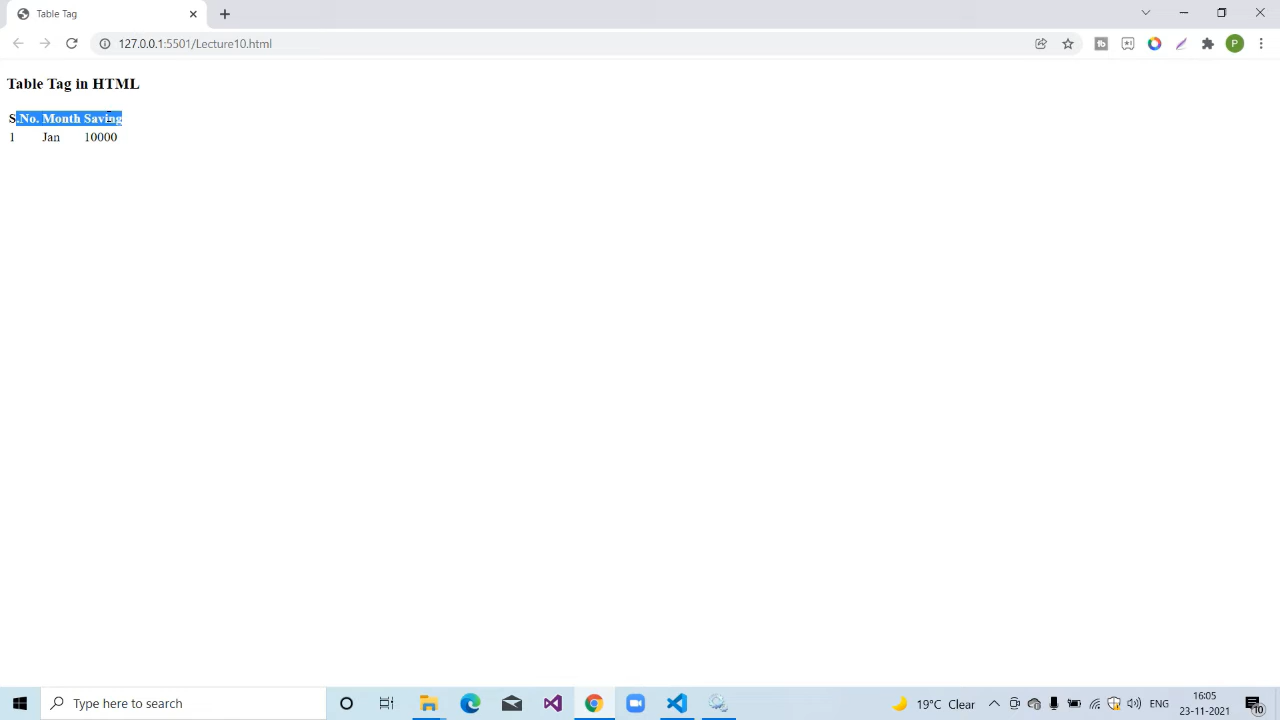 Table Tag
127.0.0.1:5501/Lecture10.html
P
Table Tag in HTML
S.No. Month Saving
1 Jan 10000
Type here to search
19°C Clear
ENG
16:05
23-11-2021
10